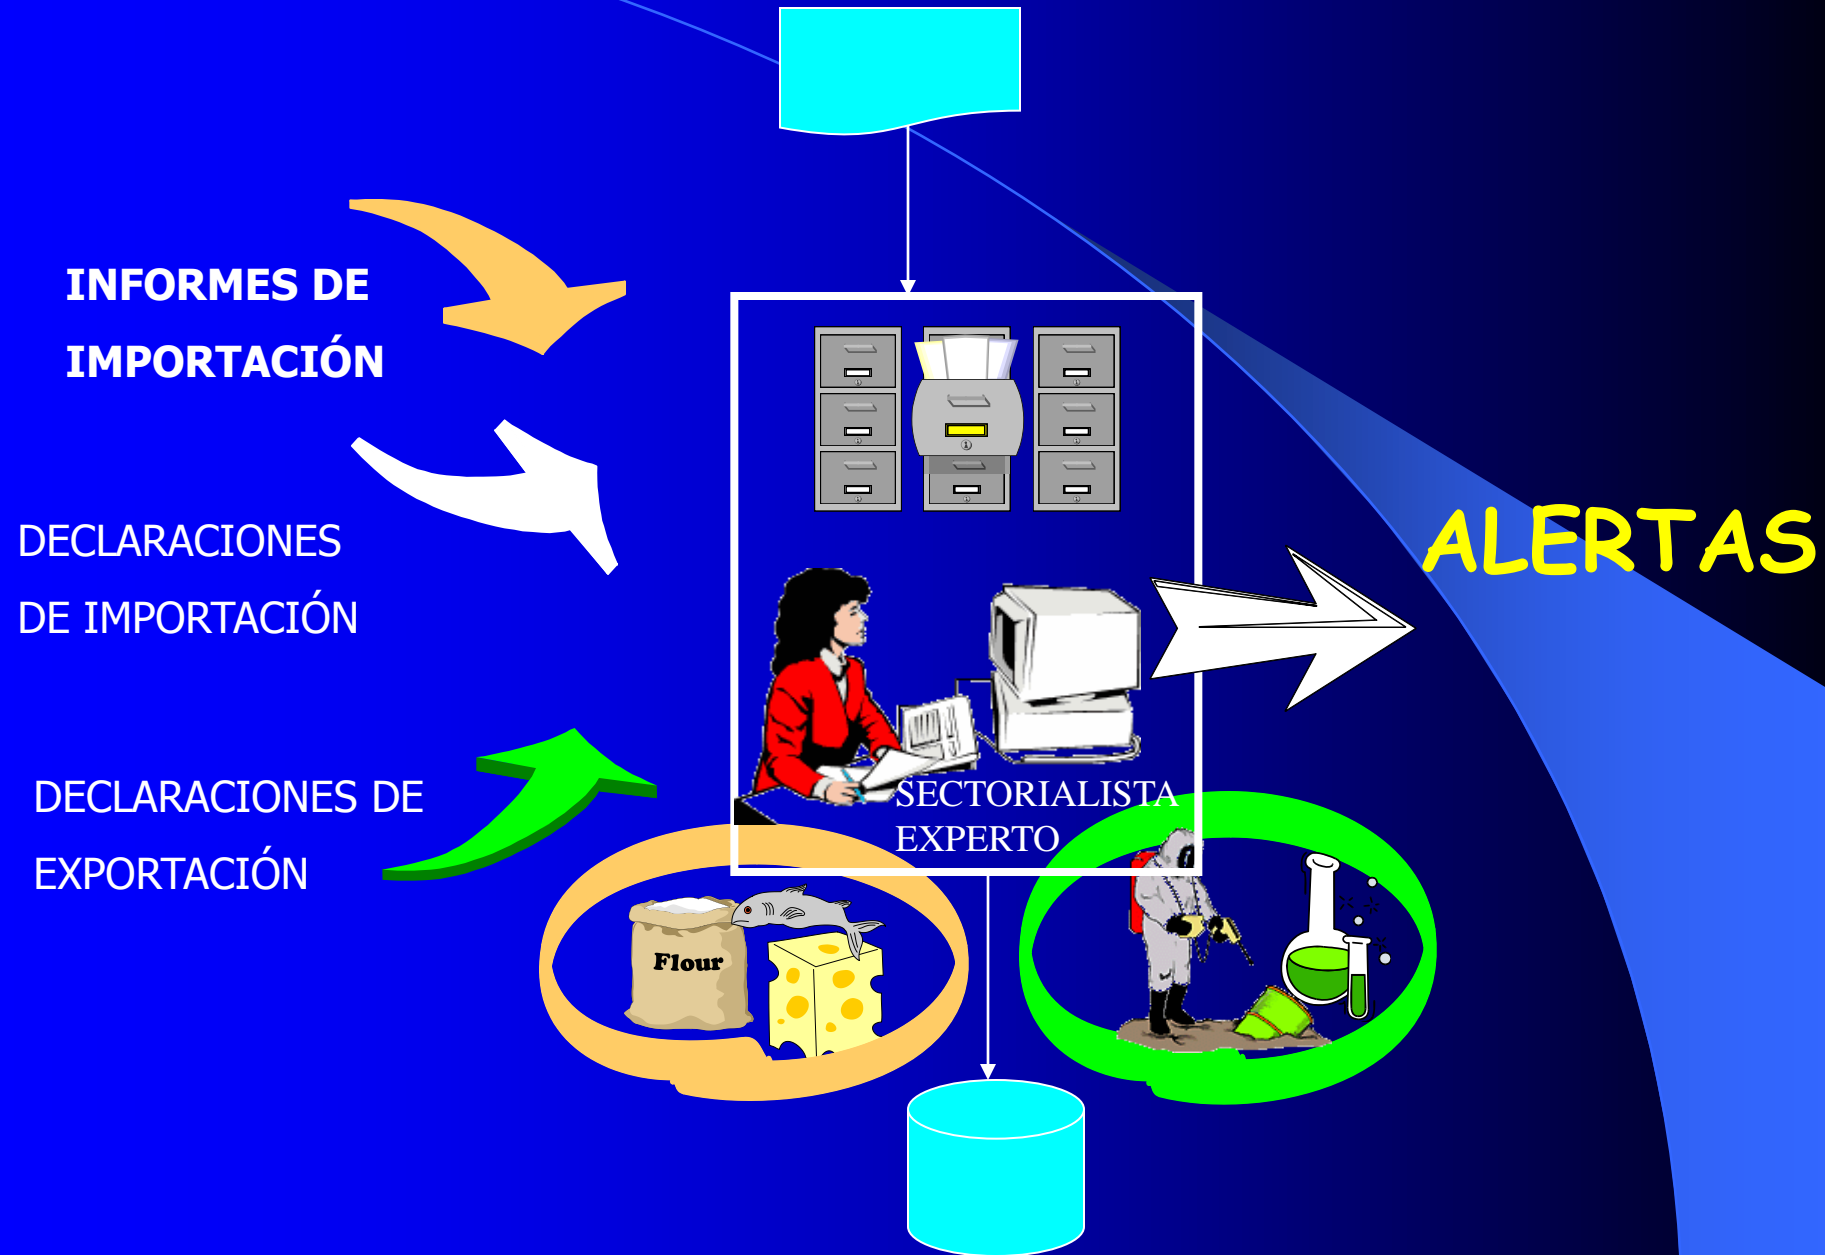 INFORMES DE
IMPORTACIÓN
DECLARACIONES
DE IMPORTACIÓN
DECLARACIONES DE
EXPORTACIÓN
ALERTAS
SECTORIALISTA
EXPERTO
Flour